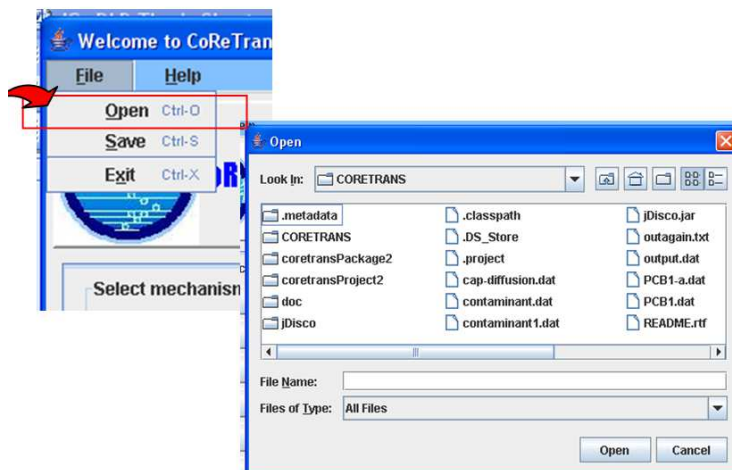 Welcome to CoReTran
File Help
Open Ctrl-O
Save Ctrl-S
Exit Ctrl-X
Select mechanism
Open
Look In: CORETRANS
.metadata .classpath jDisco.jar
CORETRANS .DS_Store outagain.txt
coretransPackage2 .project output.dat
coretransProject2 cap-diffusion.dat PCB1-a.dat
doc contaminant.dat PCB1.dat
jDisco contaminant1.dat README.rtf
File Name:
Files of Type: All Files
Open Cancel